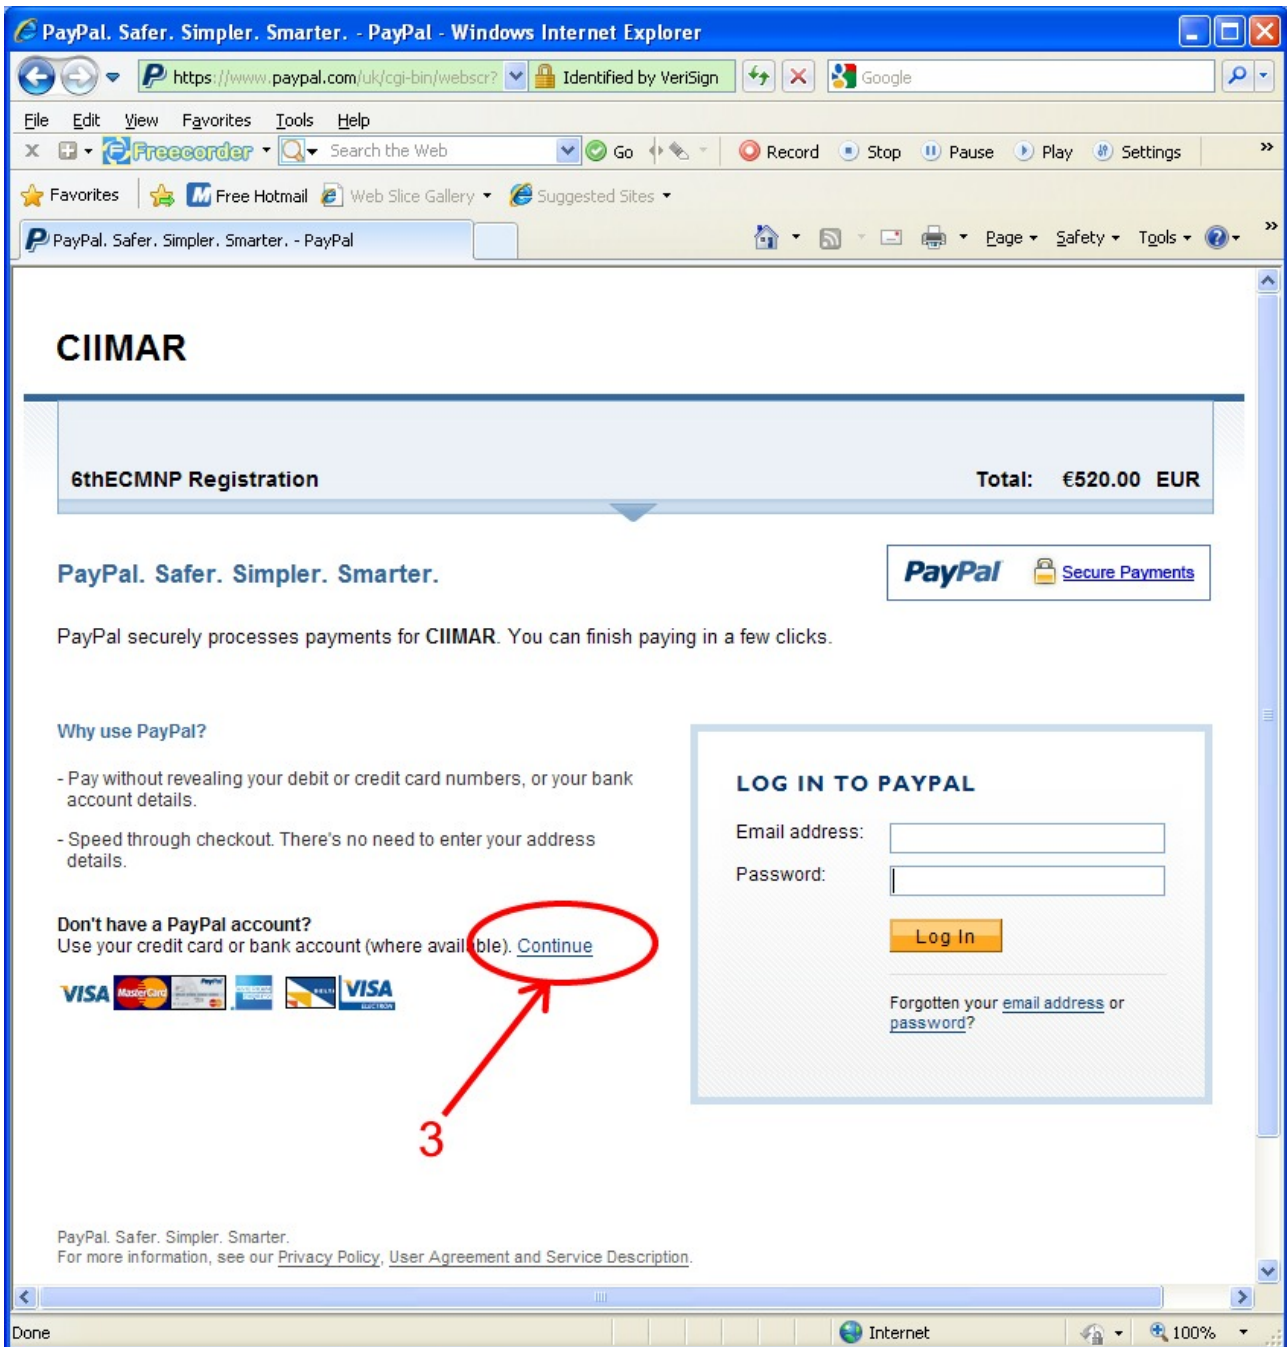 PayPal. Safer. Simpler. Smarter. - PayPal - Windows Internet Explorer
https://www.paypal.com/uk/cgi-bin/webscr? Identified by VeriSign Google
File Edit View Favorites Tools Help
Freecorder Search the Web Go Record Stop Pause Play Settings
Favorites Free Hotmail Web Slice Gallery Suggested Sites
PayPal. Safer. Simpler. Smarter. - PayPal Page Safety Tools
CIIMAR
6thECMNP Registration Total: €520.00 EUR
PayPal. Safer. Simpler. Smarter.
PayPal Secure Payments
PayPal securely processes payments for CIIMAR. You can finish paying in a few clicks.
Why use PayPal?
- Pay without revealing your debit or credit card numbers, or your bank
account details.
- Speed through checkout. There's no need to enter your address
details.
Don't have a PayPal account?
Use your credit card or bank account (where available). Continue
VISA MasterCard PayPal VISA
ELECTRON
3
LOG IN TO PAYPAL
Email address:
Password:
Log In
Forgotten your email address or
password?
PayPal. Safer. Simpler. Smarter.
For more information, see our Privacy Policy, User Agreement and Service Description.
Done Internet 100%